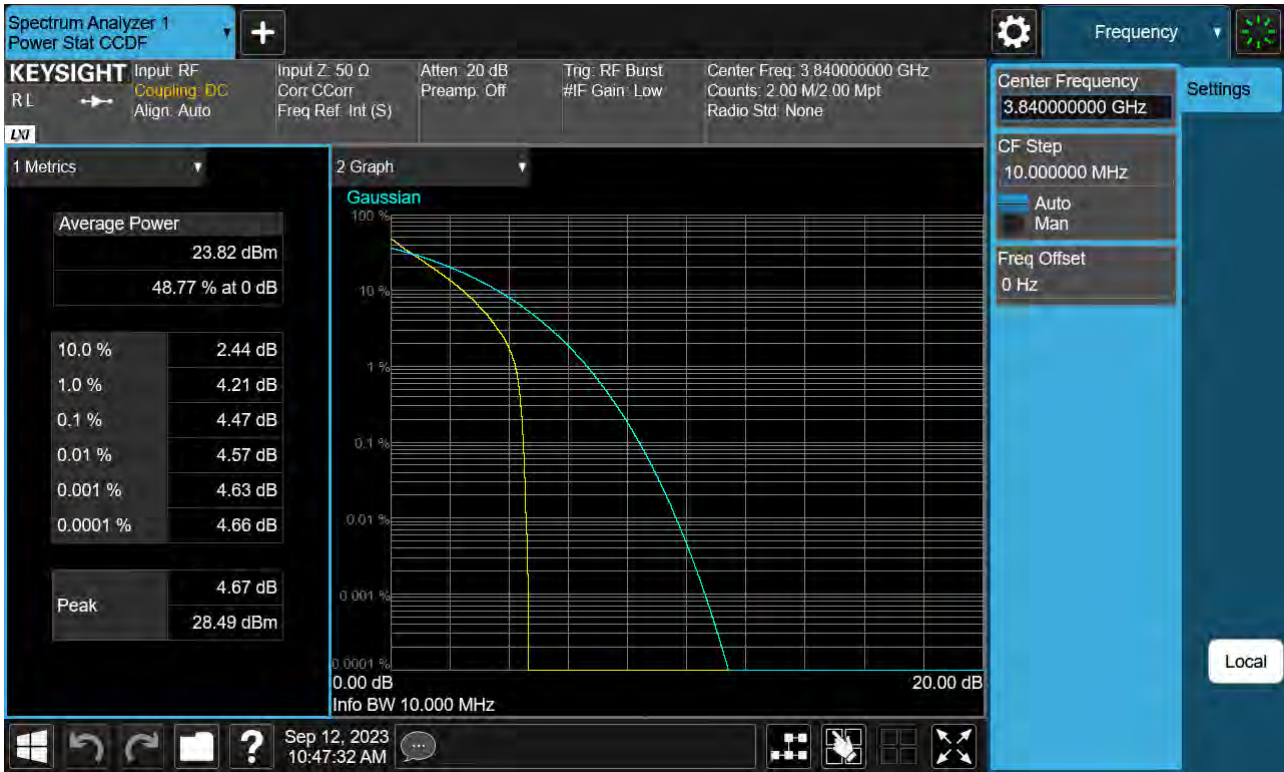 Spectrum Analyzer 1
Power Stat CCDF
Frequency
KEYSIGHT
RL
LXI
Input: RF
Coupling: DC
Align: Auto
Input Z: 50 Ω
Corr CCorr
Freq Ref: Int (S)
Atten: 20 dB
Preamp: Off
Trig: RF Burst
#IF Gain: Low
Center Freq: 3.840000000 GHz
Counts: 2.00 M/2.00 Mpt
Radio Std: None
Center Frequency
3.840000000 GHz
Settings
CF Step
10.000000 MHz
Auto
Man
Freq Offset
0 Hz
Local
1 Metrics
Average Power
23.82 dBm
48.77 % at 0 dB
10.0 % 2.44 dB
1.0 % 4.21 dB
0.1 % 4.47 dB
0.01 % 4.57 dB
0.001 % 4.63 dB
0.0001 % 4.66 dB
Peak
4.67 dB
28.49 dBm
2 Graph
Gaussian
100 %
10 %
1 %
0.1 %
0.01 %
0.001 %
0.0001 %
0.00 dB 20.00 dB
Info BW 10.000 MHz
Sep 12, 2023
10:47:32 AM